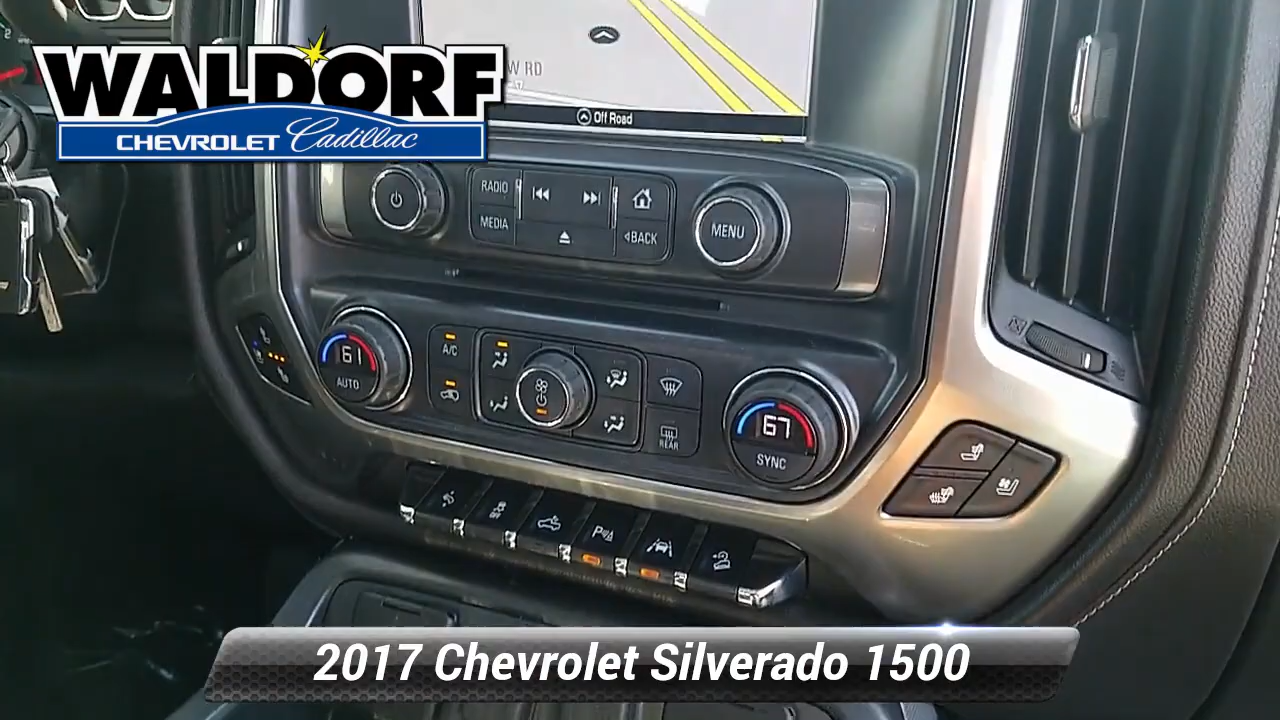 WALDORF
CHEVROLET Cadillac
W RD
Off Road
RADIO
MEDIA
BACK
MENU
61
AUTO
A/C
REAR
67
SYNC
P
2017 Chevrolet Silverado 1500